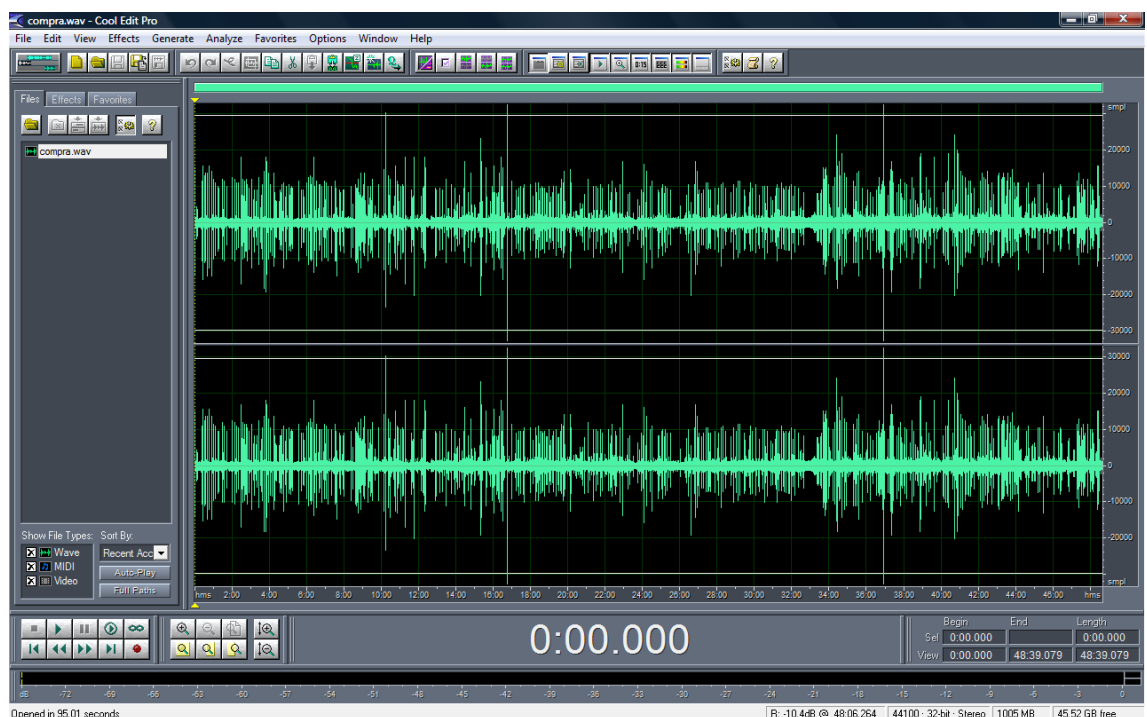 compra.wav - Cool Edit Pro
File Edit View Effects Generate Analyze Favorites Options Window Help
Files Effects Favorites
compra.wav
Show File Types: Sort By:
Wave Recent Acc
MIDI Auto-Play
Video Full Paths
smpl
20000
10000
0
-10000
-20000
-30000
30000
20000
10000
0
-10000
-20000
smpl
hms 2:00 4:00 6:00 8:00 10:00 12:00 14:00 16:00 18:00 20:00 22:00 24:00 26:00 28:00 30:00 32:00 34:00 36:00 38:00 40:00 42:00 44:00 46:00 hms
0:00.000
Begin End Length
Sel 0:00.000 0:00.000
View 0:00.000 48:39.079 48:39.079
dB -72 -69 -66 -63 -60 -57 -54 -51 -48 -45 -42 -39 -36 -33 -30 -27 -24 -21 -18 -15 -12 -9 -6 -3 0
Opened in 95.01 seconds R: -10.4dB @ 48:06.264 44100 · 32-bit · Stereo 1005 MB 45.52 GB free